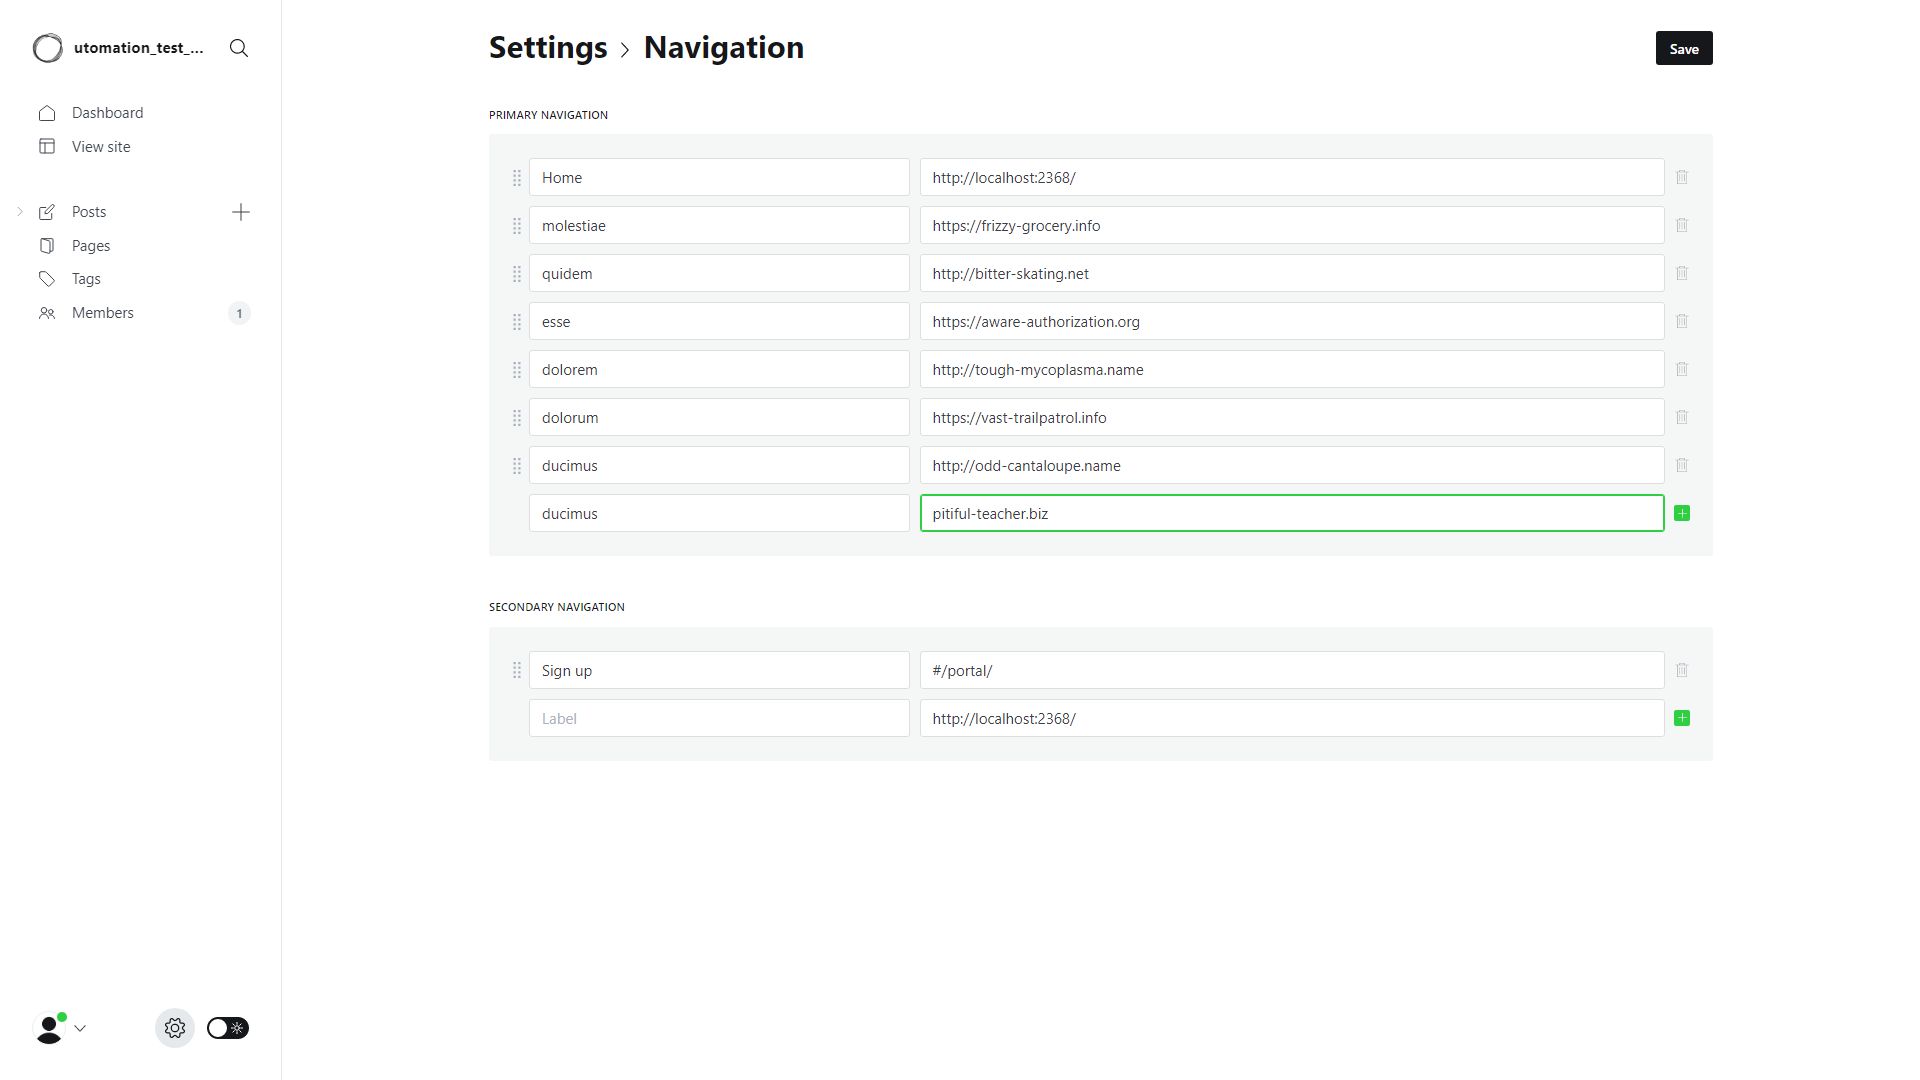 utomation_test_...
Dashboard
View site
Posts
Pages
Tags
Members 1
Settings Navigation
Save
PRIMARY NAVIGATION
Home http://localhost:2368/
molestiae https://frizzy-grocery.info
quidem http://bitter-skating.net
esse https://aware-authorization.org
dolorem http://tough-mycoplasma.name
dolorum https://vast-trailpatrol.info
ducimus http://odd-cantaloupe.name
ducimus pitiful-teacher.biz
SECONDARY NAVIGATION
Sign up #/portal/
Label http://localhost:2368/